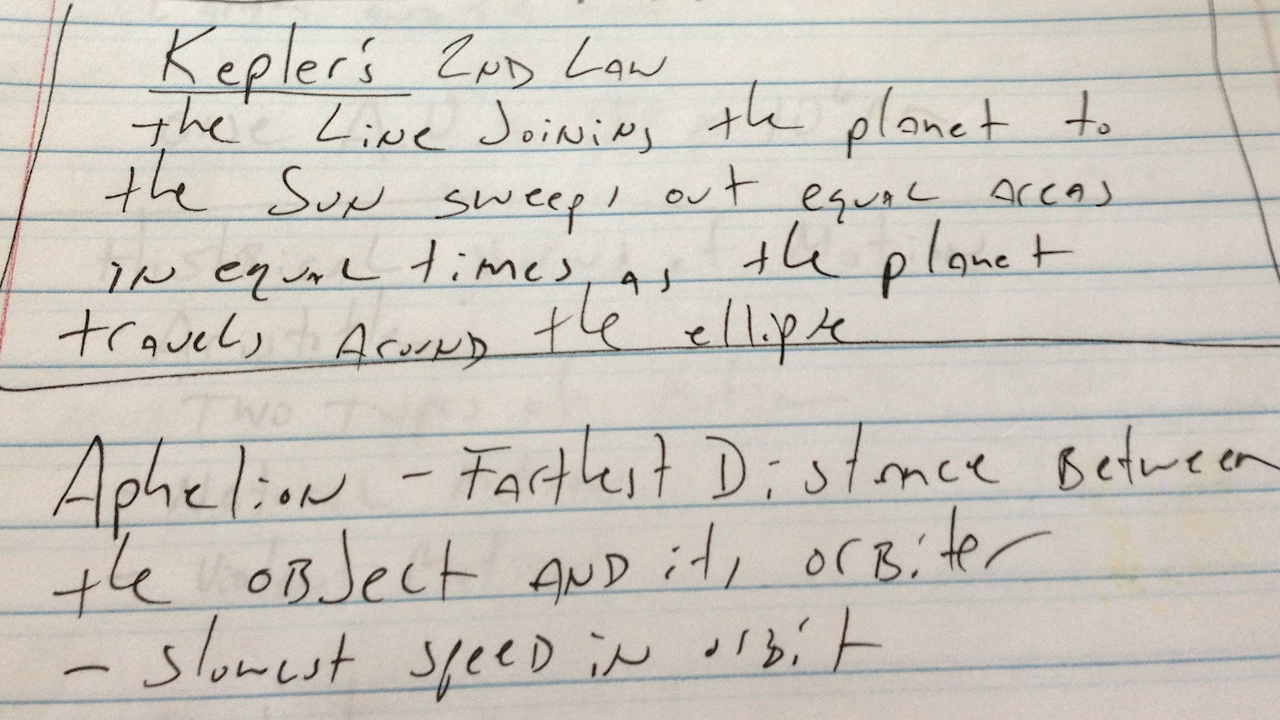 Kepler's 2ND LAW
the Line Joining the planet to
the Sun sweeps out equal areas
in equal times as the planet
travels Around the ellipse
Aphelion - Farthest Distance Between
the object AND its orbiter
- slowest speed in orbit